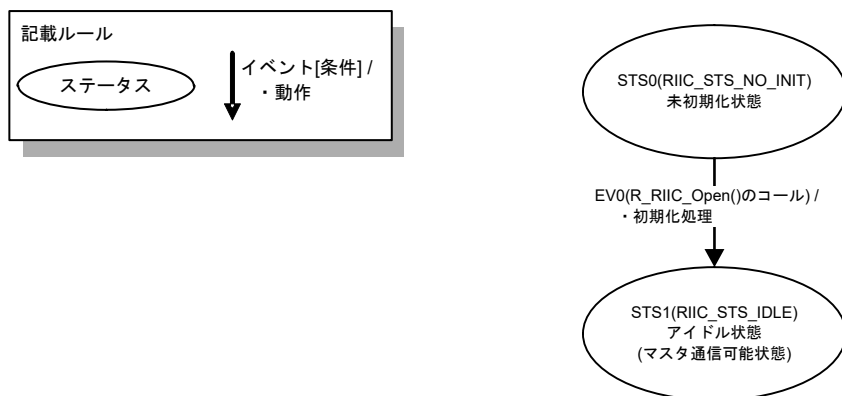 記載ルール
ステータス
イベント[条件] /
・動作
STS0(RIIC_STS_NO_INIT)
未初期化状態
EV0(R_RIIC_Open()のコール) /
・初期化処理
STS1(RIIC_STS_IDLE)
アイドル状態
(マスタ通信可能状態)